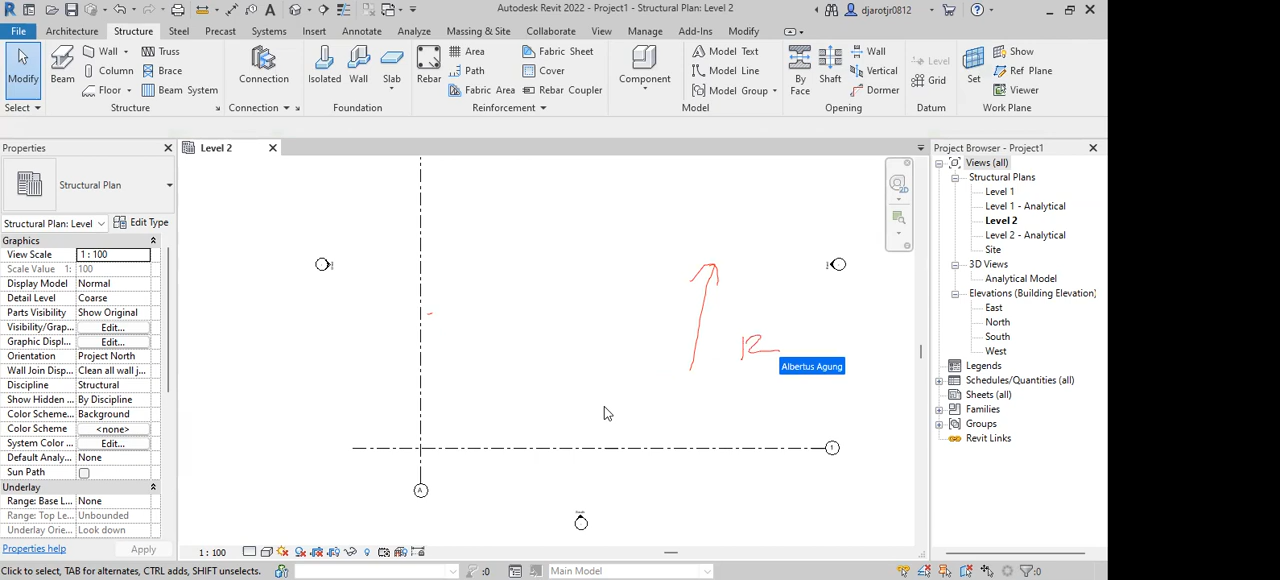 Autodesk Revit 2022 - Project1 - Structural Plan: Level 2
djarotjr0812
File Architecture Structure Steel Precast Systems Insert Annotate Analyze Massing & Site Collaborate View Manage Add-Ins Modify
Modify
Beam
Wall
Column
Floor
Truss
Brace
Beam System
Connection
Isolated
Wall
Slab
Rebar
Area
Path
Fabric Area
Fabric Sheet
Cover
Rebar Coupler
Component
Model Text
Model Line
Model Group
By
Face
Shaft
Wall
Vertical
Dormer
Level
Grid
Set
Show
Ref Plane
Viewer
Select
Structure
Connection
Foundation
Reinforcement
Model
Opening
Datum
Work Plane
Properties
Structural Plan
Structural Plan: Level
Edit Type
Graphics
View Scale 1 : 100
Scale Value 1: 100
Display Model Normal
Detail Level Coarse
Parts Visibility Show Original
Visibility/Grap... Edit...
Graphic Displ... Edit...
Orientation Project North
Wall Join Disp... Clean all wall j...
Discipline Structural
Show Hidden ... By Discipline
Color Scheme... Background
Color Scheme <none>
System Color ... Edit...
Default Analy... None
Sun Path
Underlay
Range: Base L... None
Range: Top Le... Unbounded
Underlay Orie... Look down
Properties help
Apply
Level 2
2D
12
Albertus Agung
1
A
1 : 100
Project Browser - Project1
Views (all)
Structural Plans
Level 1
Level 1 - Analytical
Level 2
Level 2 - Analytical
Site
3D Views
Analytical Model
Elevations (Building Elevation)
East
North
South
West
Legends
Schedules/Quantities (all)
Sheets (all)
Families
Groups
Revit Links
Click to select, TAB for alternates, CTRL adds, SHIFT unselects.
:0
Main Model
:0